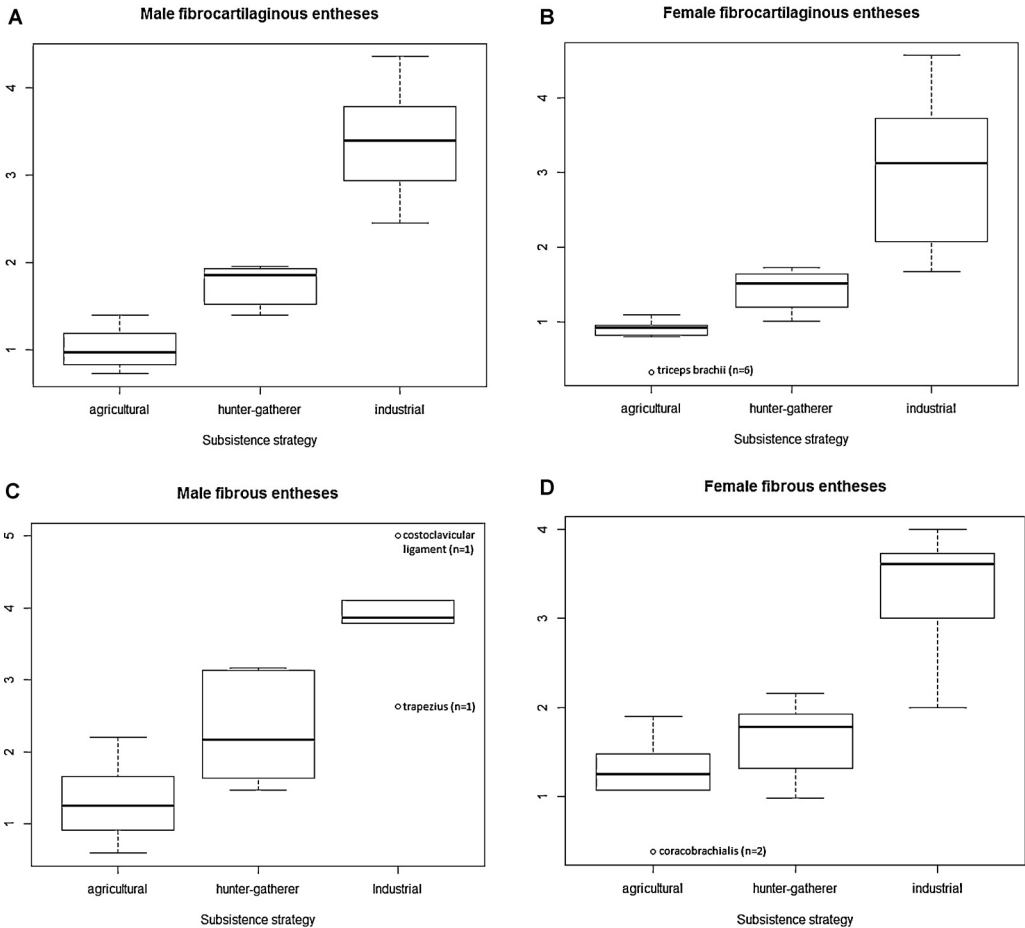 A
Male fibrocartilaginous entheses
4
3
2
1
agricultural
hunter-gatherer
industrial
Subsistence strategy
B
Female fibrocartilaginous entheses
4
3
2
1
triceps brachii (n=6)
agricultural
hunter-gatherer
industrial
Subsistence strategy
C
Male fibrous entheses
5
4
3
2
1
costoclavicular
ligament (n=1)
trapezius (n=1)
agricultural
hunter-gatherer
Industrial
Subsistence strategy
D
Female fibrous entheses
4
3
2
1
coracobrachialis (n=2)
agricultural
hunter-gatherer
industrial
Subsistence strategy